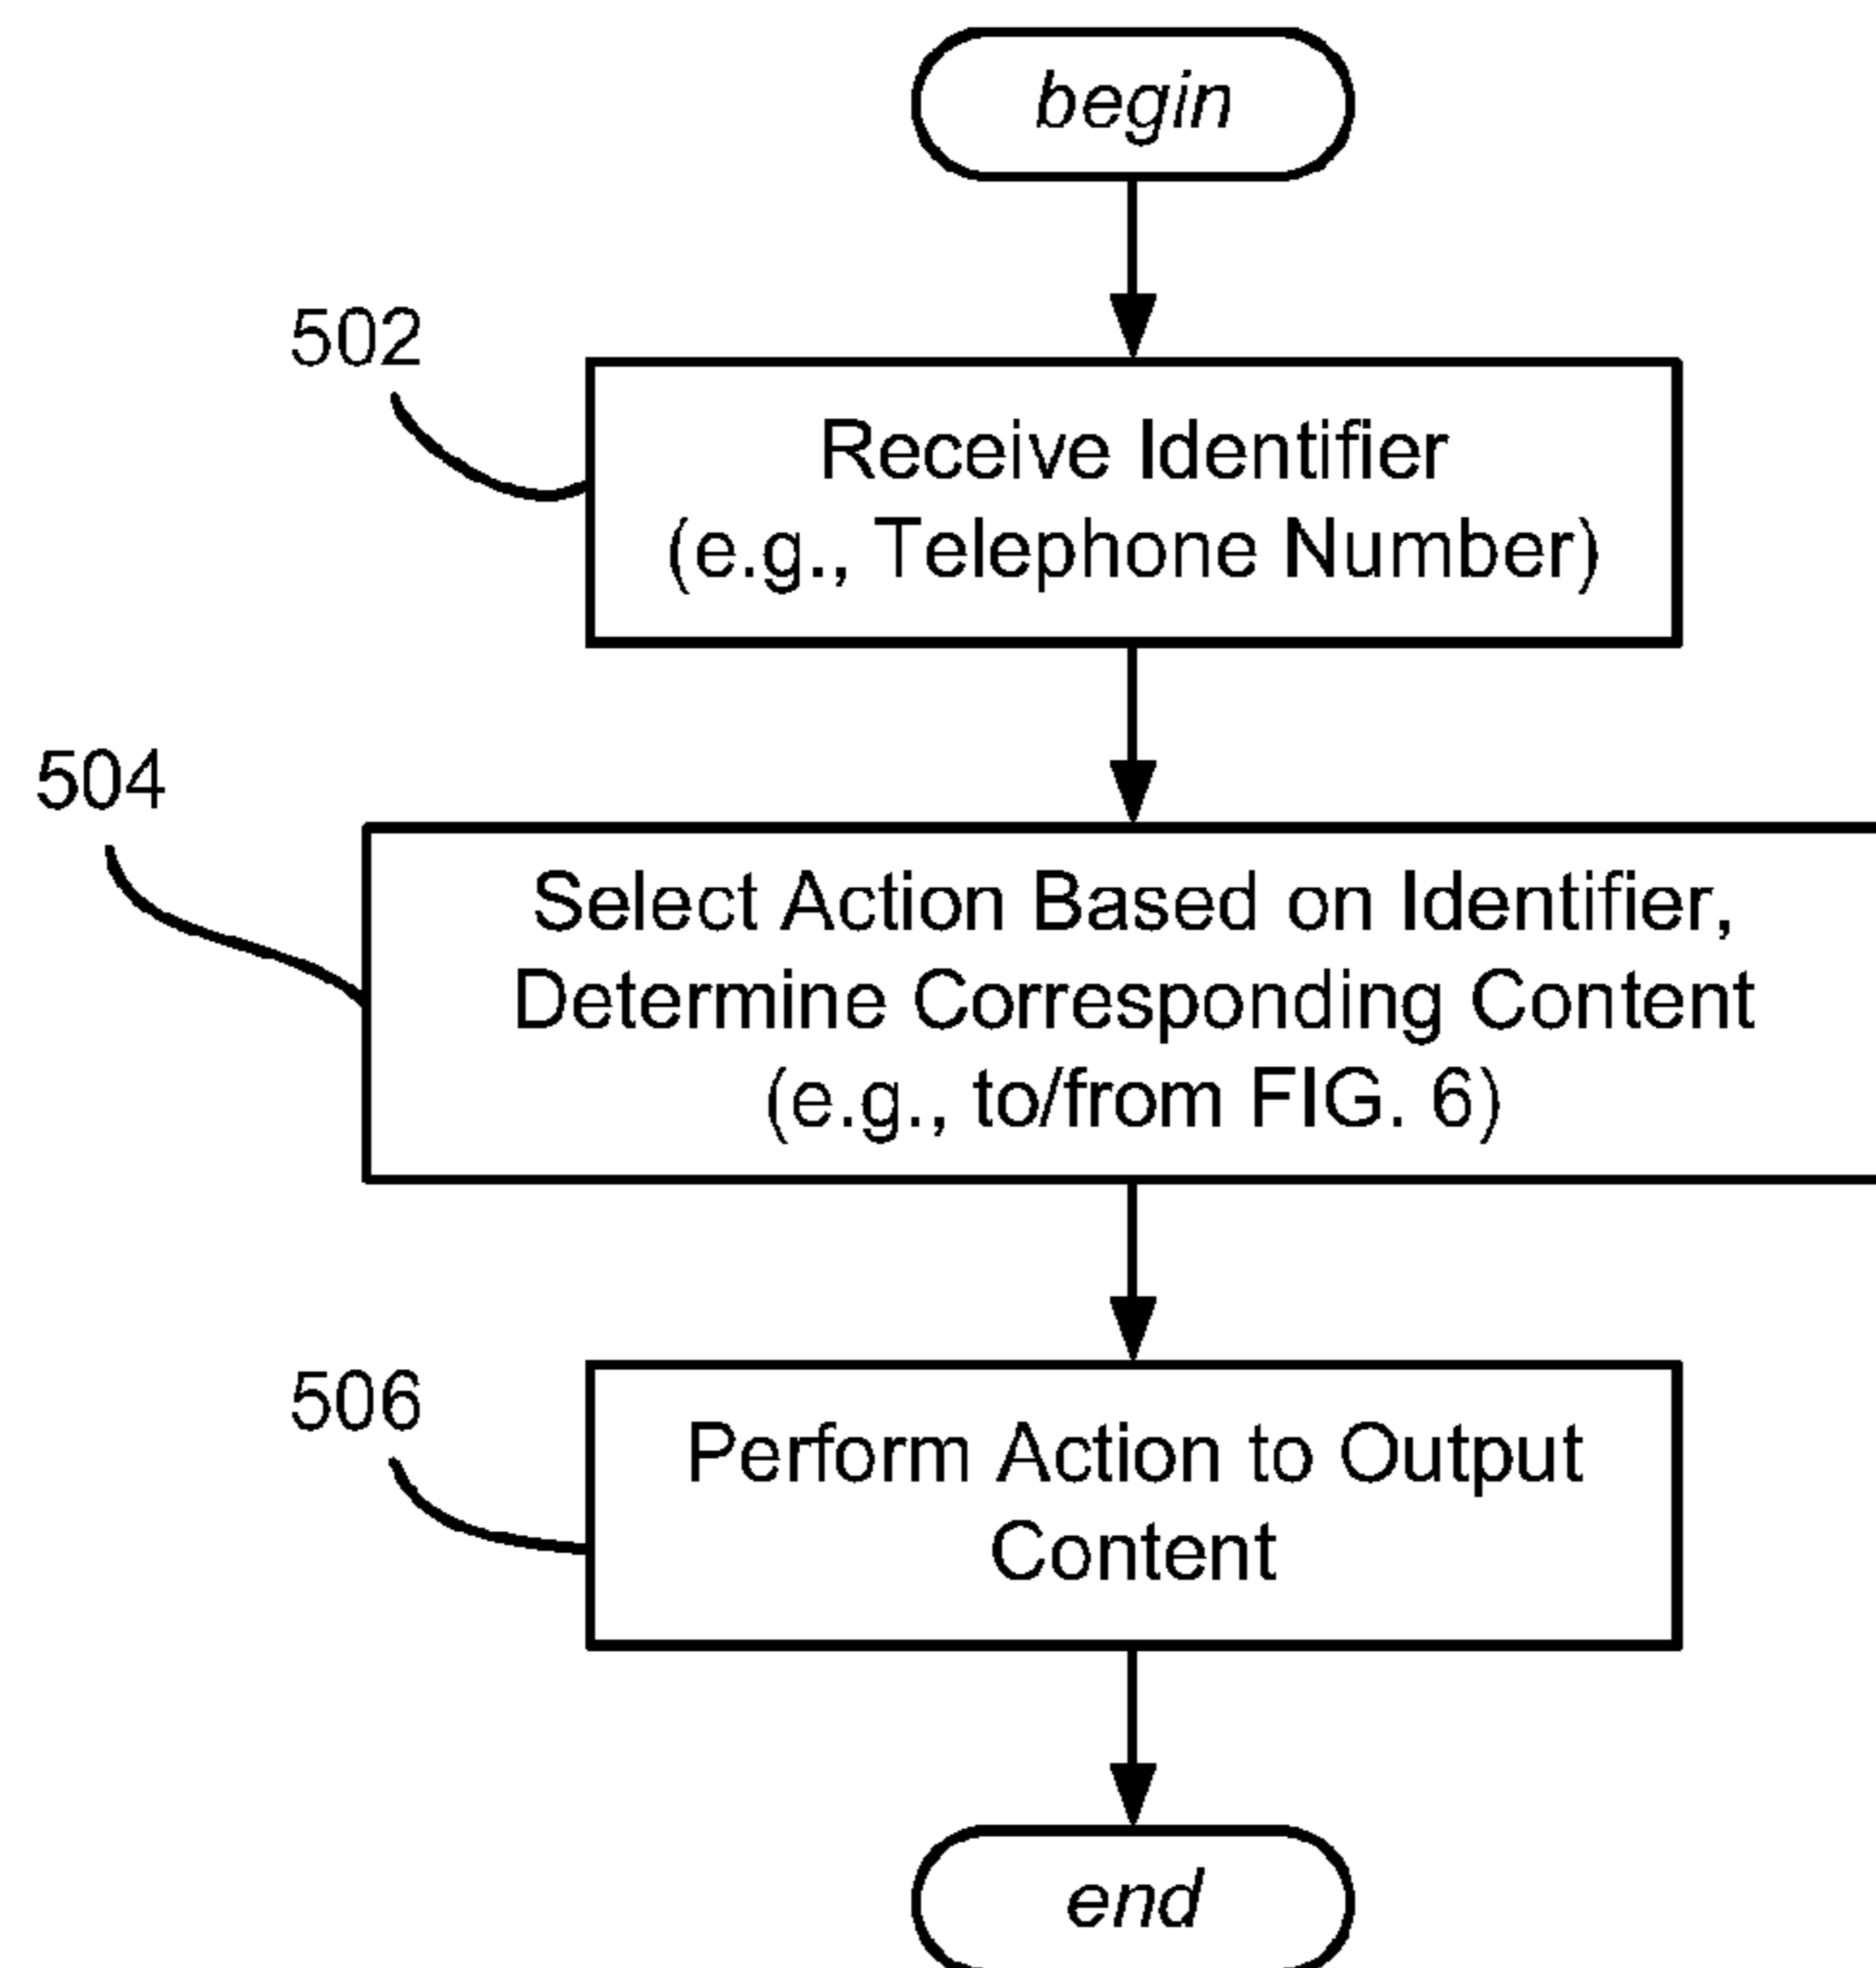 begin
502
Receive Identifier
(e.g., Telephone Number)
504
Select Action Based on Identifier,
Determine Corresponding Content
(e.g., to/from FIG. 6)
506
Perform Action to Output
Content
end